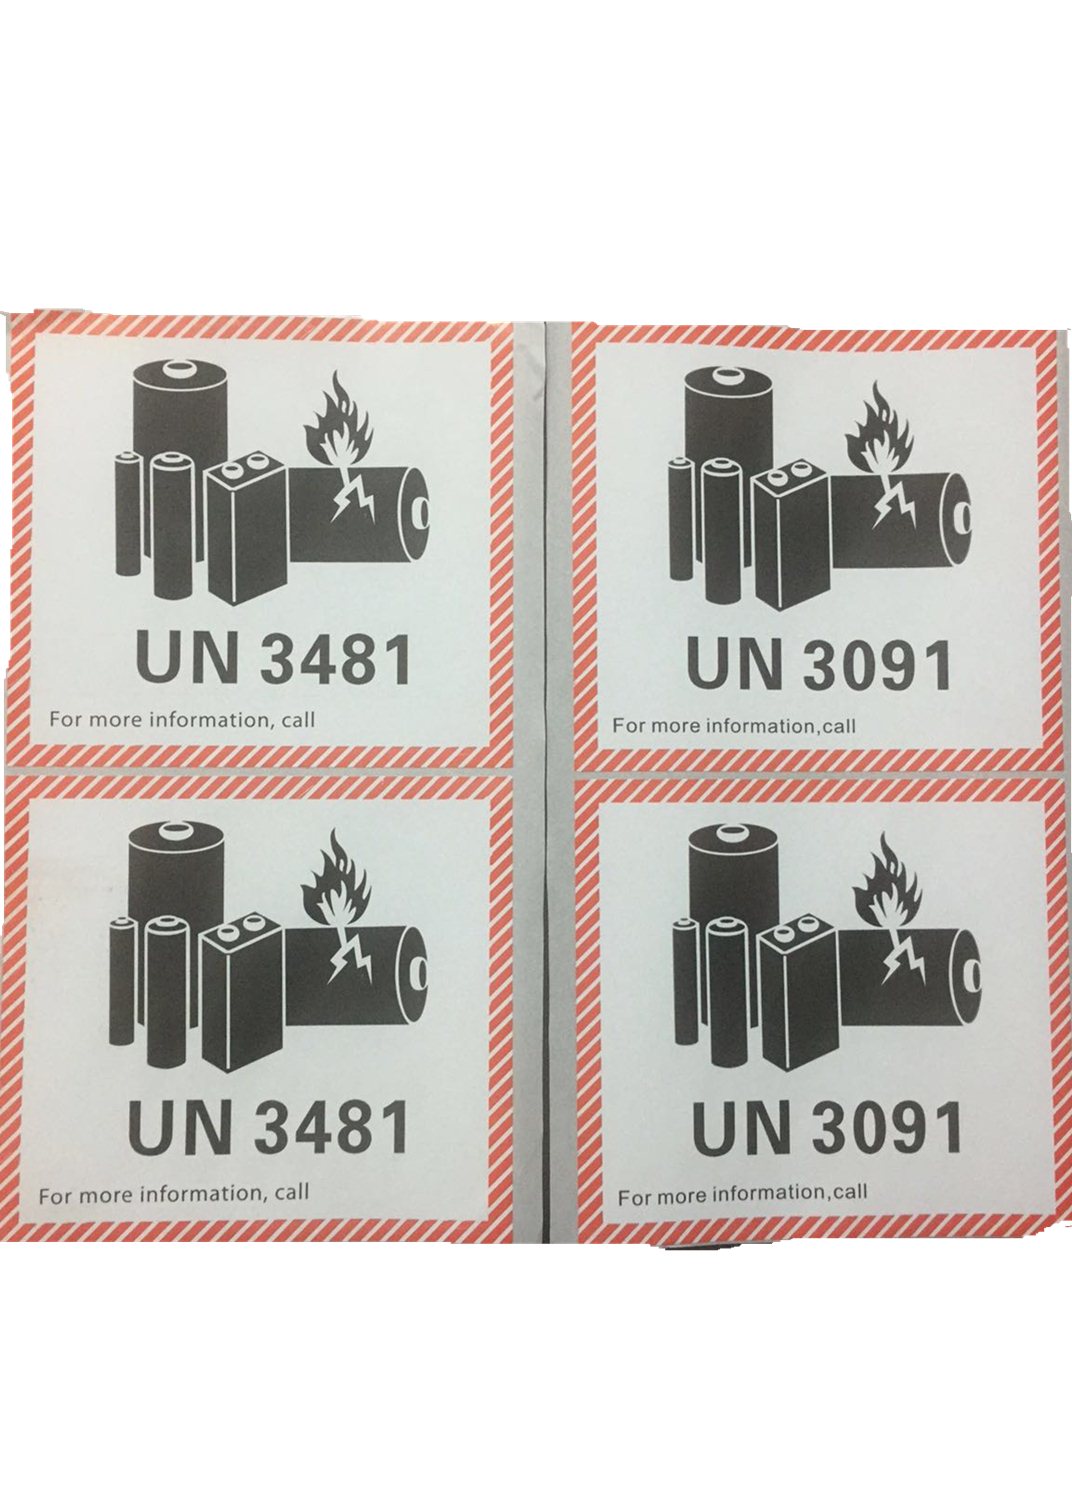 UN 3481
For more information, call
UN 3091
For more information,call
UN 3481
For more information, call
UN 3091
For more information,call